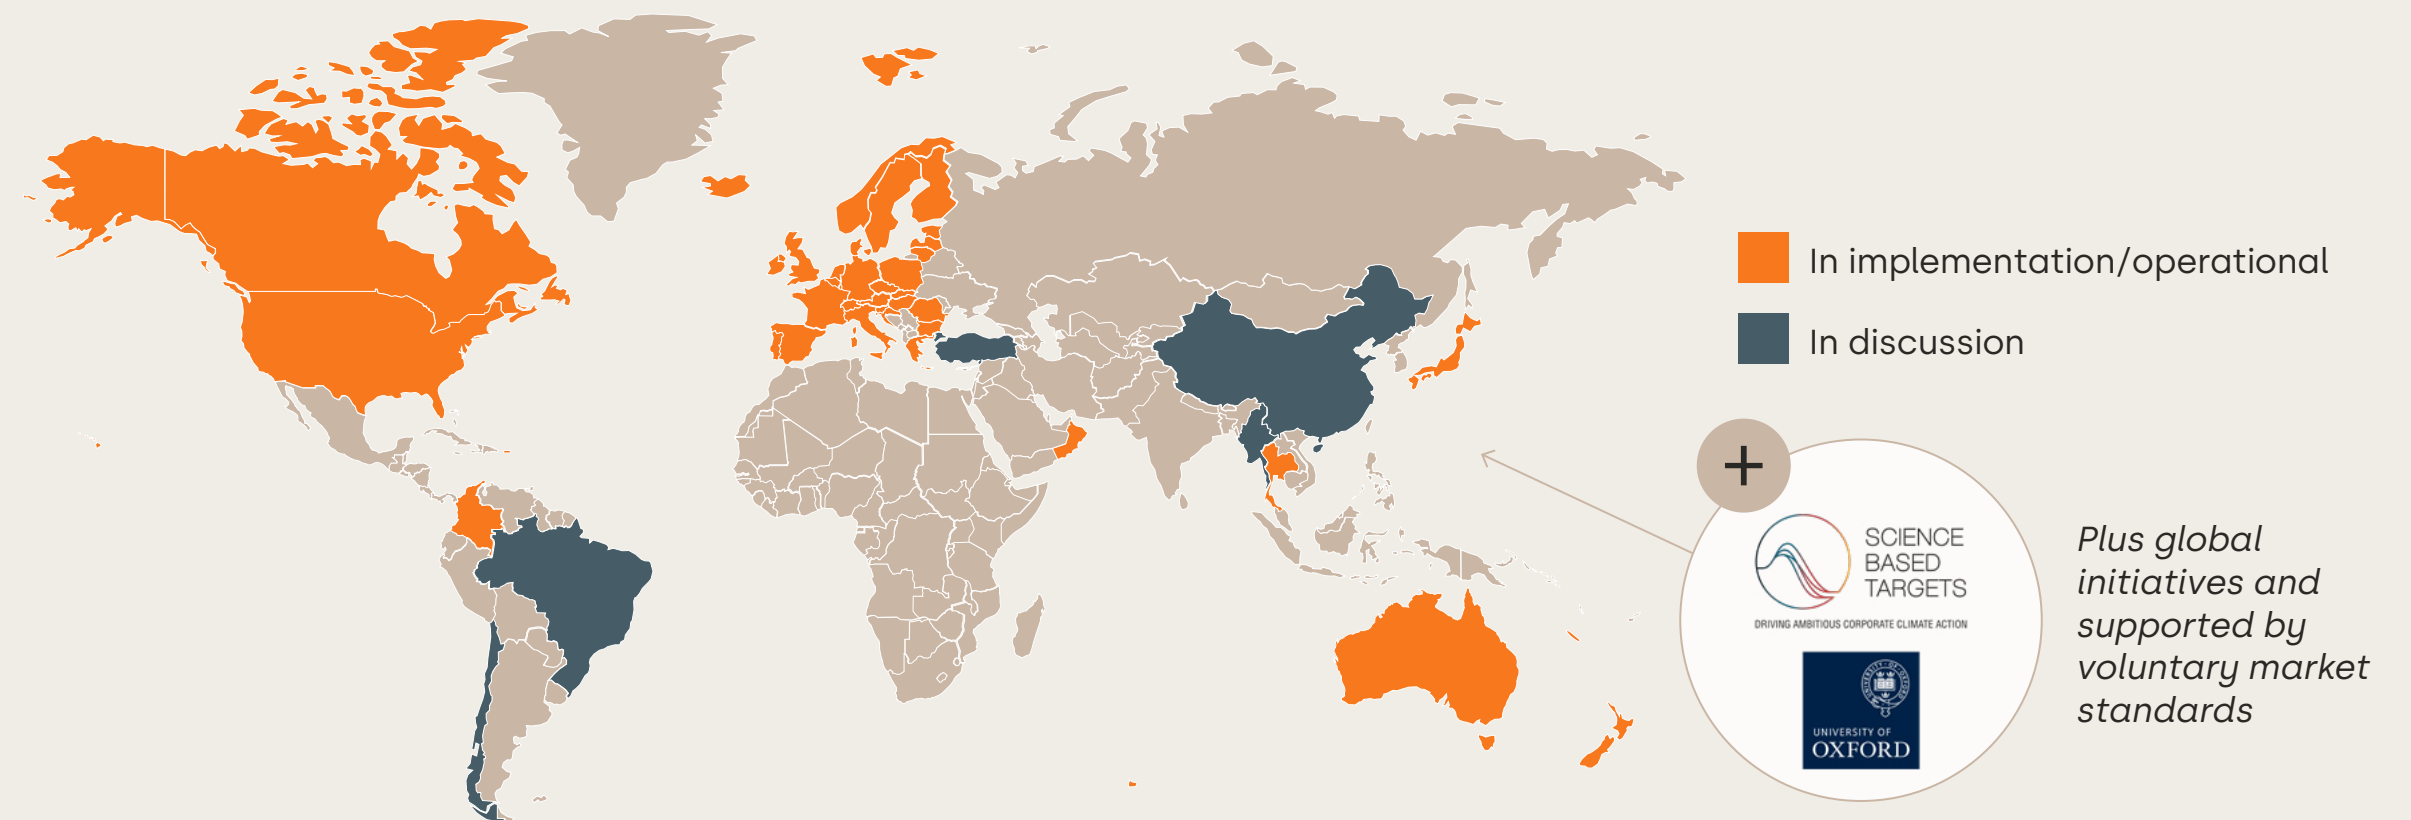 In implementation/operational
In discussion
+
SCIENCE
BASED
TARGETS
DRIVING AMBITIOUS CORPORATE CLIMATE ACTION
UNIVERSITY OF
OXFORD
Plus global
initiatives and
supported by
voluntary market
standards